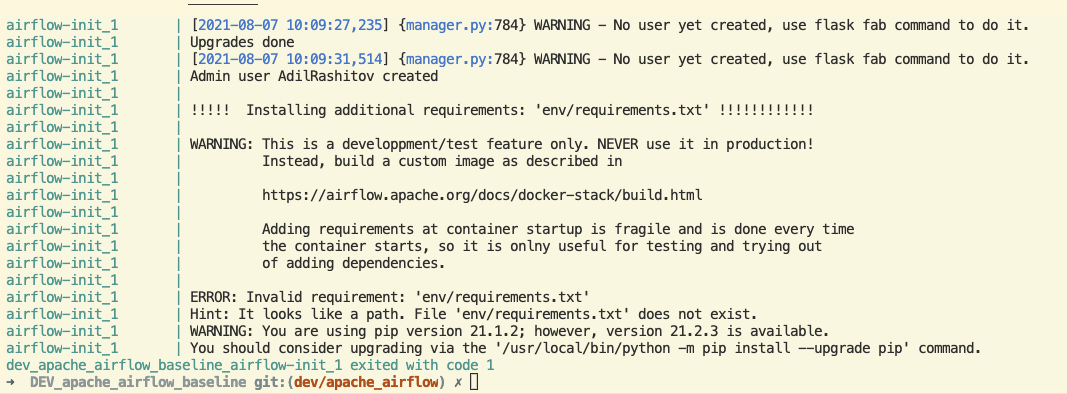 airflow-init_1 | [2021-08-07 10:09:27,235] {manager.py:784} WARNING - No user yet created, use flask fab command to do it.
airflow-init_1 | Upgrades done
airflow-init_1 | [2021-08-07 10:09:31,514] {manager.py:784} WARNING - No user yet created, use flask fab command to do it.
airflow-init_1 | Admin user AdilRashitov created
airflow-init_1 |
airflow-init_1 | !!!!!  Installing additional requirements: 'env/requirements.txt' !!!!!!!!!!!!
airflow-init_1 |
airflow-init_1 | WARNING: This is a developpment/test feature only. NEVER use it in production!
airflow-init_1 |          Instead, build a custom image as described in
airflow-init_1 |
airflow-init_1 |          https://airflow.apache.org/docs/docker-stack/build.html
airflow-init_1 |
airflow-init_1 |          Adding requirements at container startup is fragile and is done every time
airflow-init_1 |          the container starts, so it is onlny useful for testing and trying out
airflow-init_1 |          of adding dependencies.
airflow-init_1 |
airflow-init_1 | ERROR: Invalid requirement: 'env/requirements.txt'
airflow-init_1 | Hint: It looks like a path. File 'env/requirements.txt' does not exist.
airflow-init_1 | WARNING: You are using pip version 21.1.2; however, version 21.2.3 is available.
airflow-init_1 | You should consider upgrading via the '/usr/local/bin/python -m pip install --upgrade pip' command.
dev_apache_airflow_baseline_airflow-init_1 exited with code 1
➜  DEV_apache_airflow_baseline git:(dev/apache_airflow) ✗